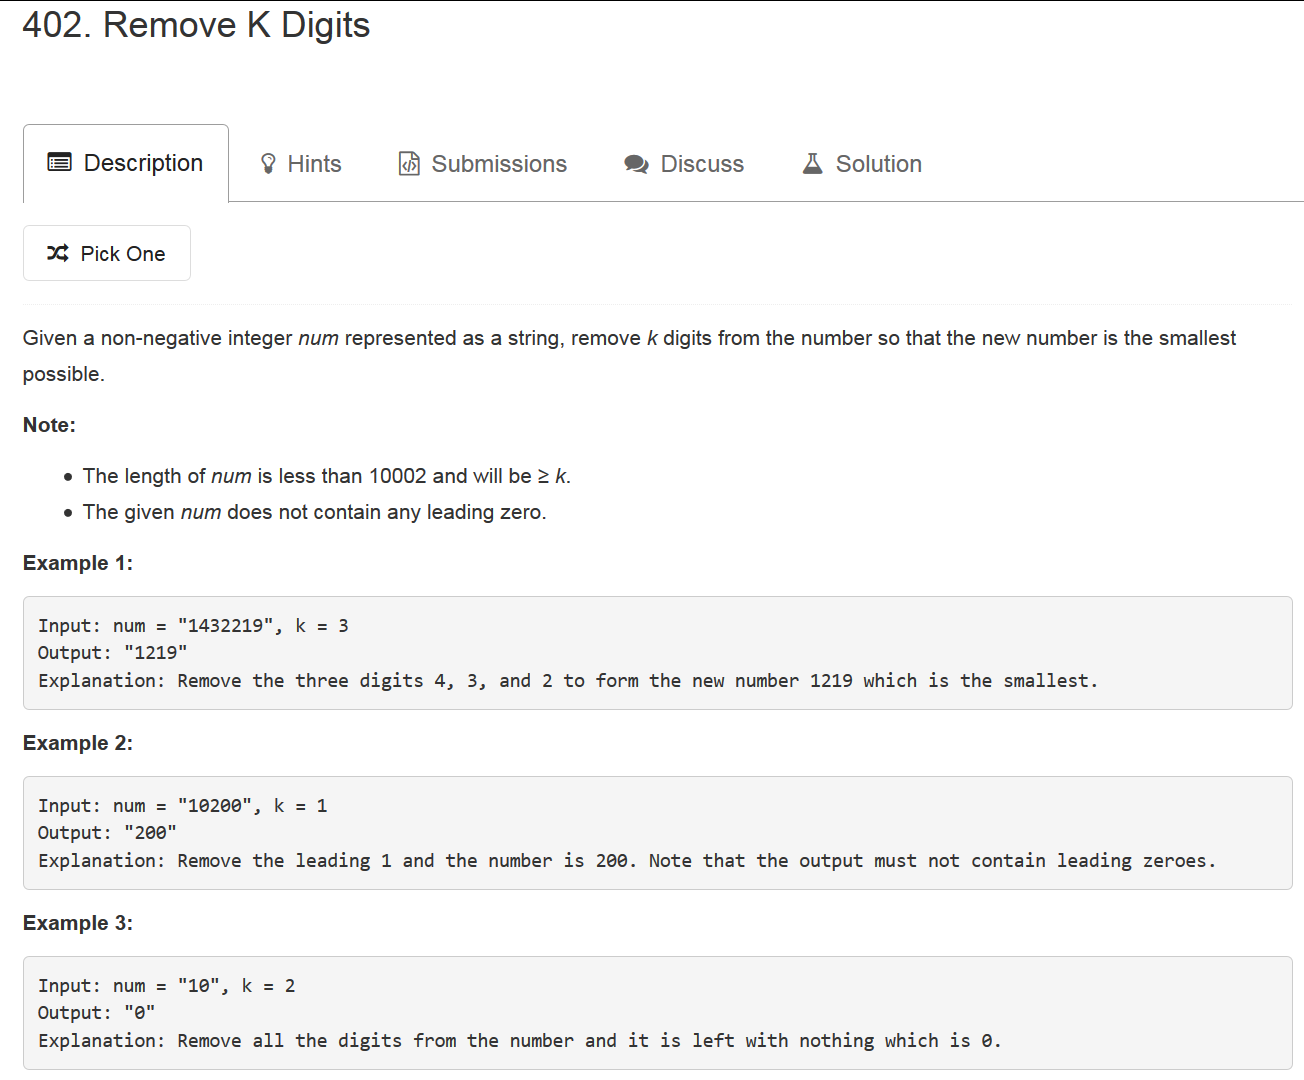 402. Remove K Digits
Description
Hints
Submissions
Discuss
Solution
Pick One
Given a non-negative integer num represented as a string, remove k digits from the number so that the new number is the smallest
possible.
Note:
• The length of num is less than 10002 and will be ≥ k.
• The given num does not contain any leading zero.
Example 1:
Input: num = "1432219", k = 3
Output: "1219"
Explanation: Remove the three digits 4, 3, and 2 to form the new number 1219 which is the smallest.
Example 2:
Input: num = "10200", k = 1
Output: "200"
Explanation: Remove the leading 1 and the number is 200. Note that the output must not contain leading zeroes.
Example 3:
Input: num = "10", k = 2
Output: "0"
Explanation: Remove all the digits from the number and it is left with nothing which is 0.